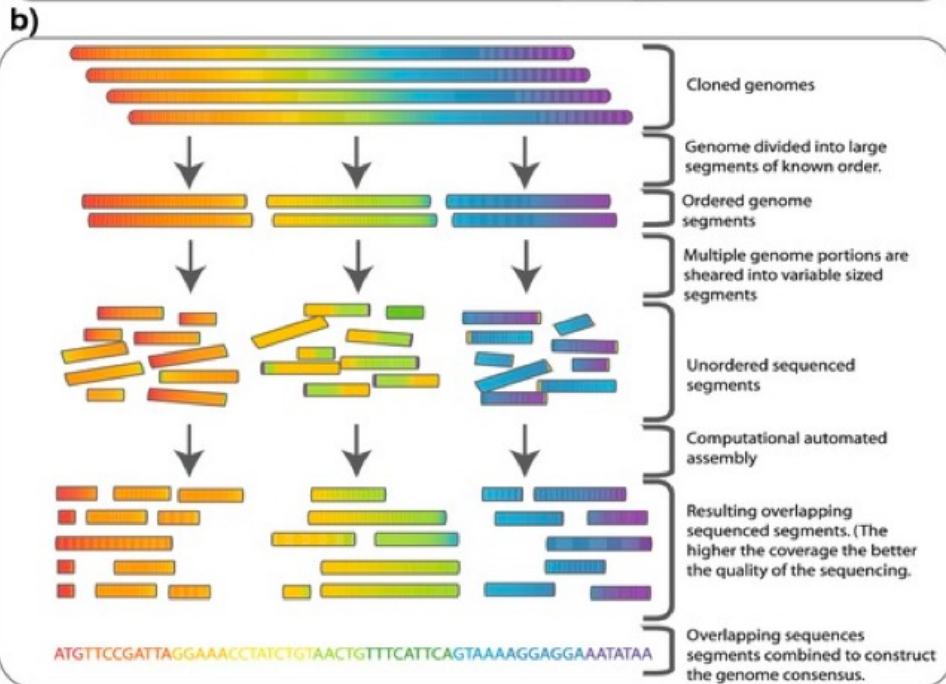 b)
Cloned genomes
Genome divided into large
segments of known order.
Ordered genome
segments
Multiple genome portions are
sheared into variable sized
segments
Unordered sequenced
segments
Computational automated
assembly
Resulting overlapping
sequenced segments. (The
higher the coverage the better
the quality of the sequencing.
ATGTTCCGATTAGGAAACCTATCTGTAACTGTTTCATTCAGTAAAAGGAGGAAATATAA
Overlapping sequences
segments combined to construct
the genome consensus.